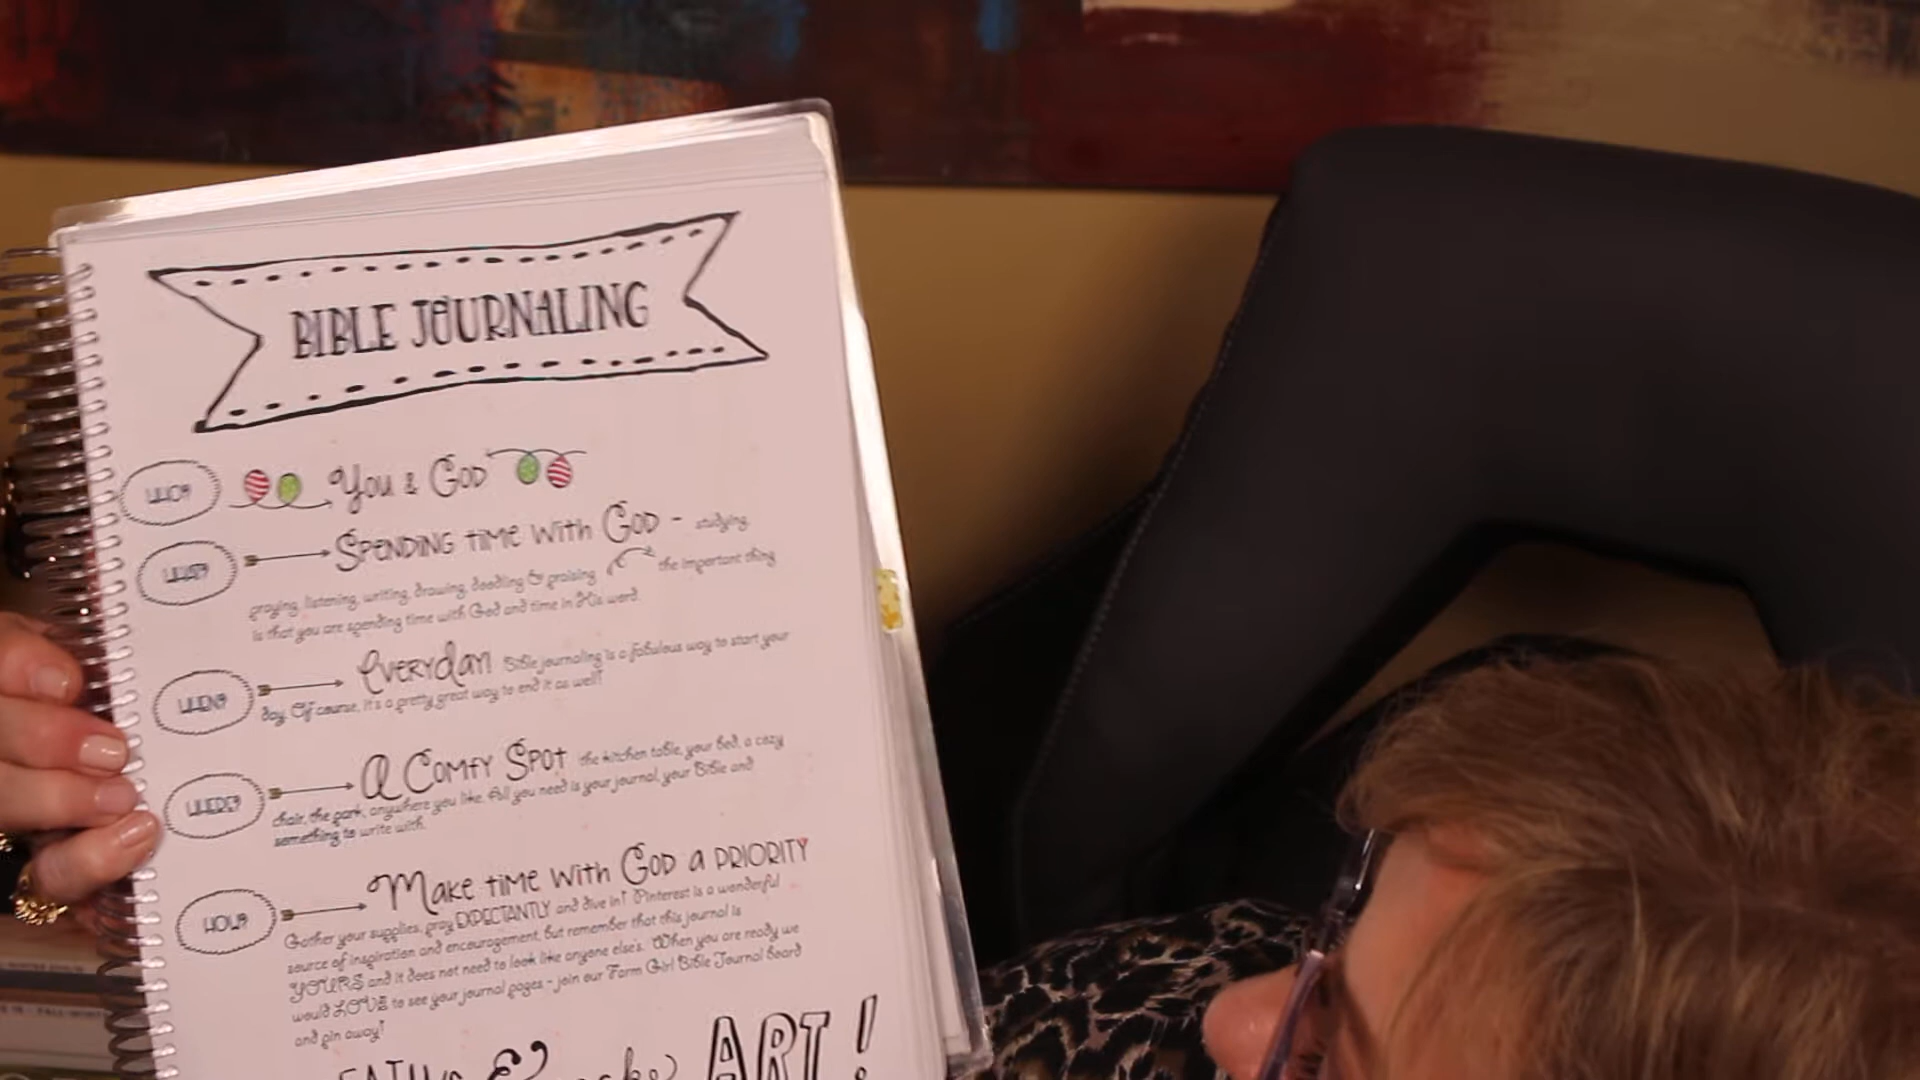 BIBLE JOURNALING
WHO? You & God
WHAT? Spending time with God - studying,
praying, listening, writing, drawing, doodling & praising the important thing
is that you are spending time with God and time in His word.
WHEN? Everyday! Bible journaling is a fabulous way to start your
day. Of course, it's a pretty great way to end it as well!
WHERE? A Comfy Spot the kitchen table, your bed, a cozy
chair, the park, anywhere you like. All you need is your journal, your Bible and
something to write with.
HOW? Make time with God a priority
Gather your supplies, pray EXPECTANTLY and dive in! Pinterest is a wonderful
source of inspiration and encouragement, but remember that this journal is
YOURS and it does not need to look like anyone else's. When you are ready we
would LOVE to see your journal pages - join our Farm Girl Bible Journal board
and pin away!
& ART!